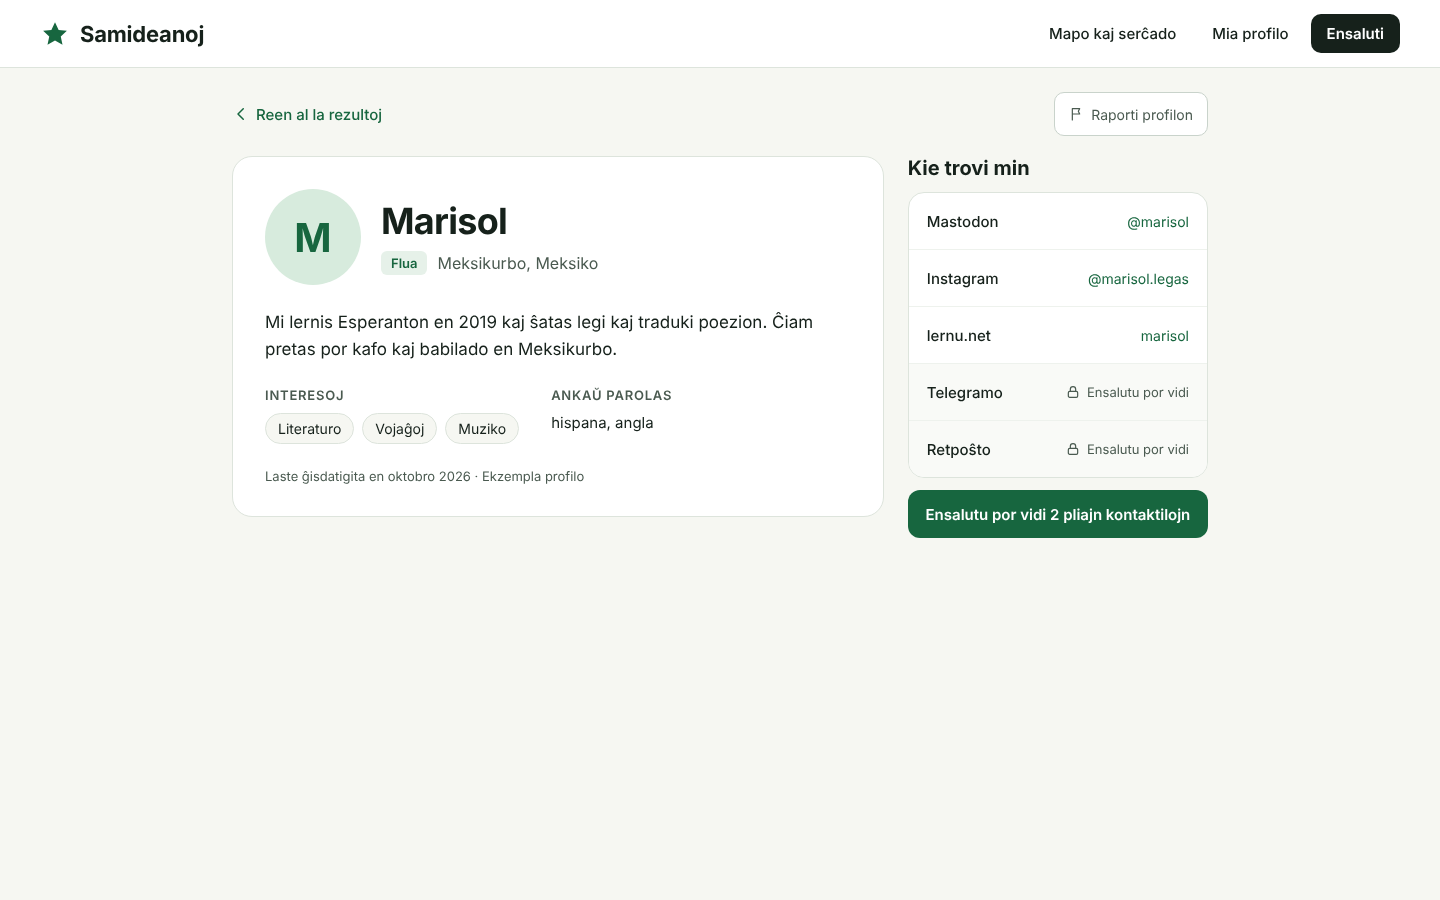 Samideanoj
Mapo kaj serĉado
Mia profilo
Ensaluti
Reen al la rezultoj
Raporti profilon
M
Marisol
Flua
Meksikurbo, Meksiko
Mi lernis Esperanton en 2019 kaj ŝatas legi kaj traduki poezion. Ĉiam
pretas por kafo kaj babilado en Meksikurbo.
INTERESOJ
Literaturo
Vojaĝoj
Muziko
ANKAŬ PAROLAS
hispana, angla
Laste ĝisdatigita en oktobro 2026 · Ekzempla profilo
Kie trovi min
Mastodon
@marisol
Instagram
@marisol.legas
lernu.net
marisol
Telegramo
Ensalutu por vidi
Retpoŝto
Ensalutu por vidi
Ensalutu por vidi 2 pliajn kontaktilojn